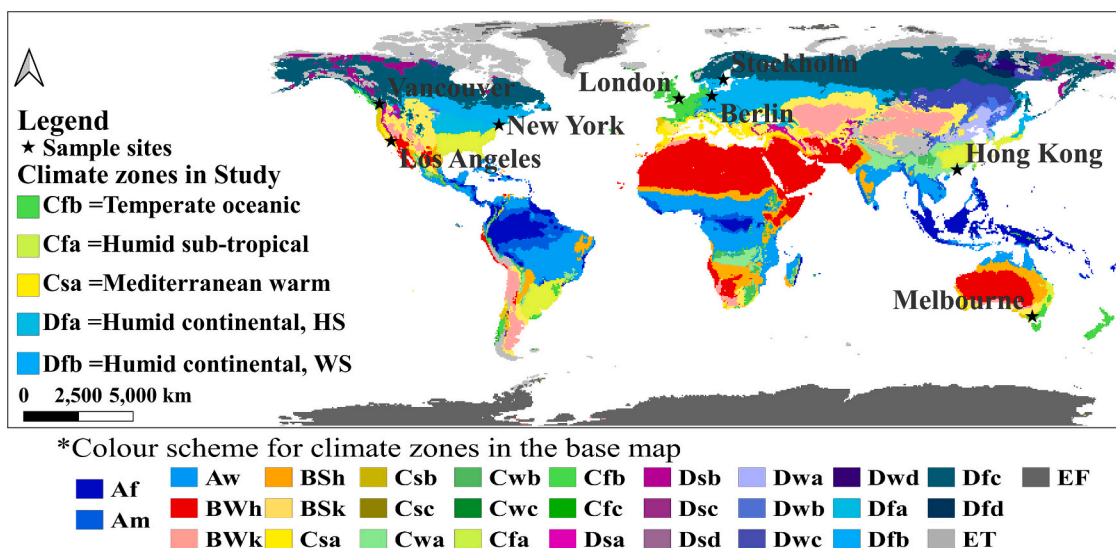 Stockholm
London
Vancouver
Berlin
New York
Legend
★ Sample sites
Los Angeles
Hong Kong
Climate zones in Study
Cfb =Temperate oceanic
Cfa =Humid sub-tropical
Csa =Mediterranean warm
Melbourne
Dfa =Humid continental, HS
Dfb =Humid continental, WS
0 2,500 5,000 km
*Colour scheme for climate zones in the base map
Af Aw BSh Csb Cwb Cfb Dsb Dwa Dwd Dfc EF
Am BWh BSk Csc Cwc Cfc Dsc Dwb Dfa Dfd
BWk Csa Cwa Cfa Dsa Dsd Dwc Dfb ET